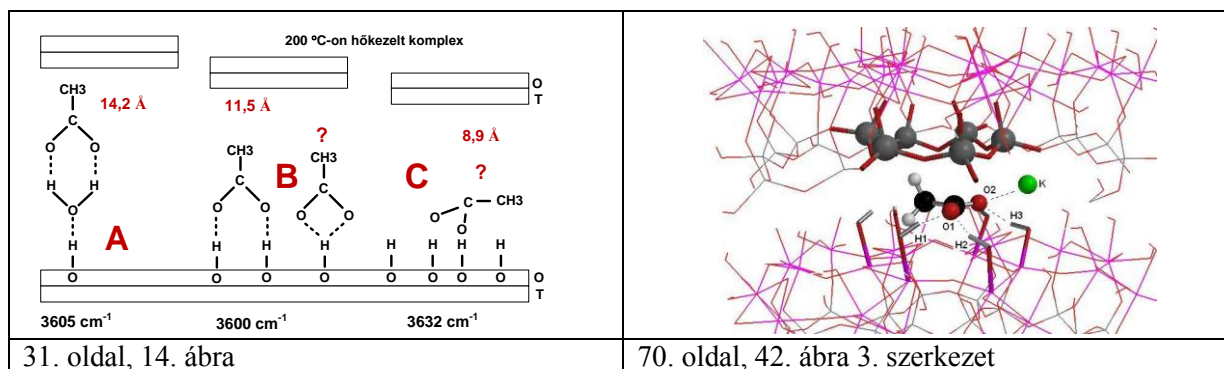 200 ºC-on hőkezelt komplex
CH3
14,2 Å
C
O O
H H
O
H
O
A
3605 cm-1
11,5 Å
CH3
C
O O
H H
O O
B
3600 cm-1
?
CH3
C
O O
H
O
C
8,9 Å
?
O
T
C CH3
O
O
H H H H
O O O O
O
T
3632 cm-1
31. oldal, 14. ábra
K
O2
O1
H3
H1
H2
70. oldal, 42. ábra 3. szerkezet